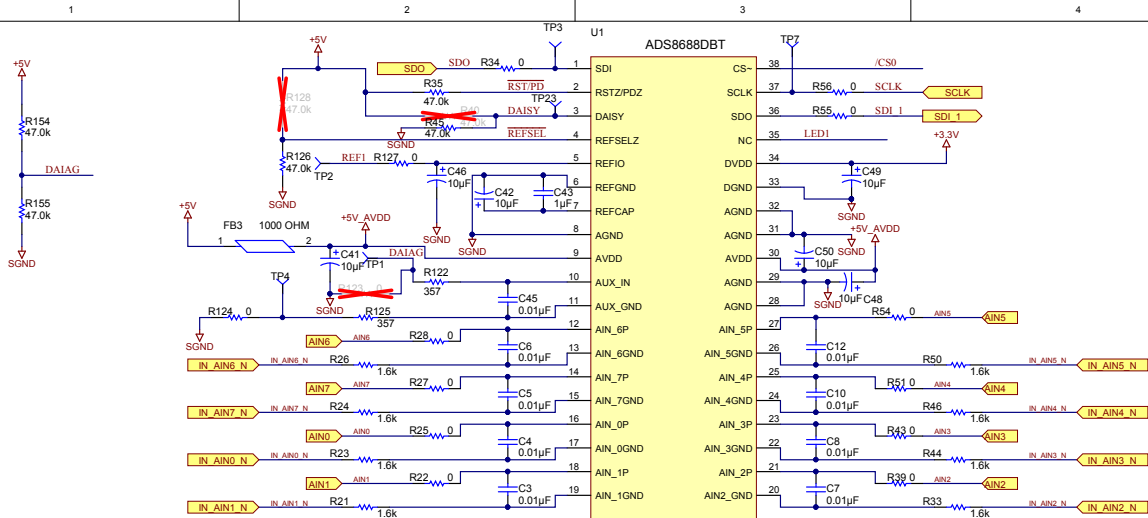 1 2 3 4
U1
ADS8688DBT
+5V
R154
47.0k
DAIAG
R155
47.0k
SGND
+5V
R128
47.0k
R126
47.0k
SGND
SDO SDO R34 0
TP3
R35
47.0k
RST/PD
R40
47.0k
DAISY
TP23
R45
47.0k
SGND
REFSEL
TP2
REF1
R127 0
C46
10µF
SGND
C42
10µF
C43
1µF
SGND
+5V
FB3 1000 OHM
1 2
+5V_AVDD
C41
10µF
SGND
TP1
DAIAG
R123 0
R122
357
TP4
R124 0
SGND
R125
357
C45
0.01µF
AIN6 AIN6 R28 0
C6
0.01µF
IN_AIN6_N IN_AIN6_N R26
1.6k
AIN7 AIN7 R27 0
C5
0.01µF
IN_AIN7_N IN_AIN7_N R24
1.6k
AIN0 AIN0 R25 0
C4
0.01µF
IN_AIN0_N IN_AIN0_N R23
1.6k
AIN1 AIN1 R22 0
C3
0.01µF
IN_AIN1_N IN_AIN1_N R21
1.6k
1 SDI CS~ 38
2 RSTZ/PDZ SCLK 37
3 DAISY SDO 36
4 REFSELZ NC 35
5 REFIO DVDD 34
6 REFGND DGND 33
7 REFCAP AGND 32
8 AGND AGND 31
9 AVDD AVDD 30
10 AUX_IN AGND 29
11 AUX_GND AGND 28
12 AIN_6P AIN_5P 27
13 AIN_6GND AIN_5GND 26
14 AIN_7P AIN_4P 25
15 AIN_7GND AIN_4GND 24
16 AIN_0P AIN_3P 23
17 AIN_0GND AIN_3GND 22
18 AIN_1P AIN_2P 21
19 AIN_1GND AIN2_GND 20
TP7
/CS0
R56 0 SCLK SCLK
R55 0 SDI_1 SDI_1
LED1
+3.3V
C49
10µF
SGND
SGND
+5V_AVDD
C50
10µF
SGND
10µF C48
R54 0 AIN5 AIN5
C12
0.01µF
R50 IN_AIN5_N IN_AIN5_N
1.6k
R51 0 AIN4 AIN4
C10
0.01µF
R46 IN_AIN4_N IN_AIN4_N
1.6k
R43 0 AIN3 AIN3
C8
0.01µF
R44 IN_AIN3_N IN_AIN3_N
1.6k
R39 0 AIN2 AIN2
C7
0.01µF
R33 IN_AIN2_N IN_AIN2_N
1.6k